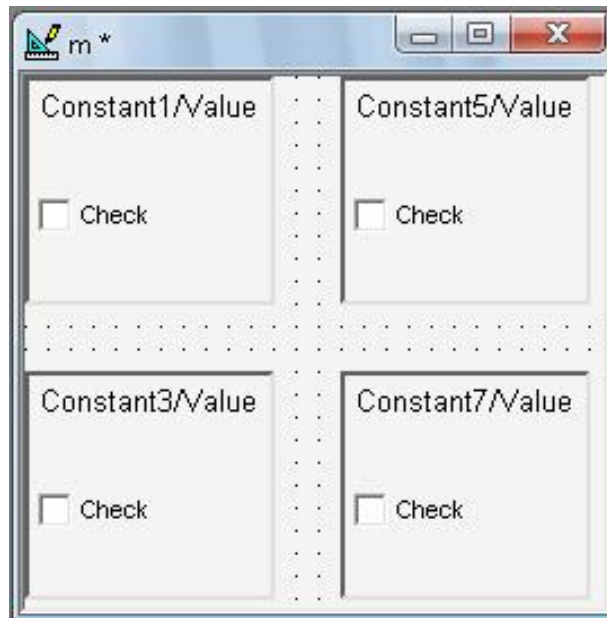 m *
Constant1/Value
Constant5/Value
Check
Check
Constant3/Value
Constant7/Value
Check
Check